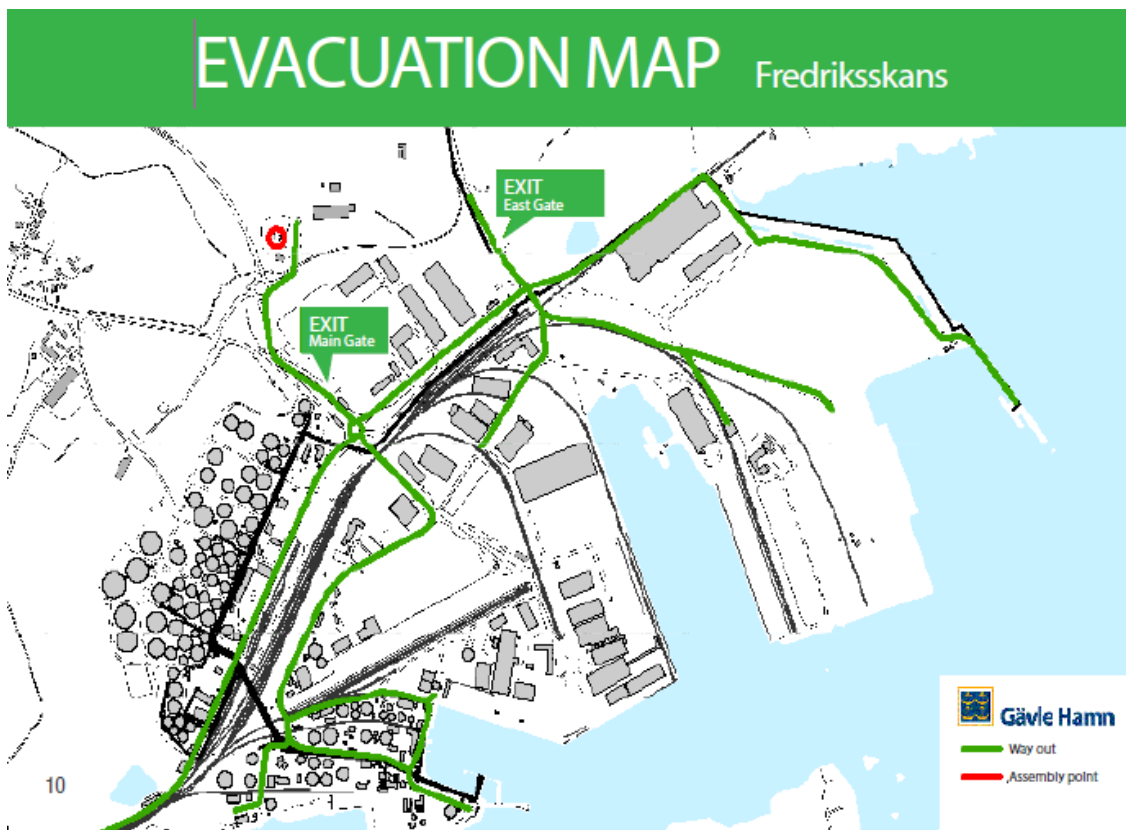 EVACUATION MAP Fredriksskans
EXIT
East Gate
EXIT
Main Gate
Gävle Hamn
Way out
,Assembly point
10